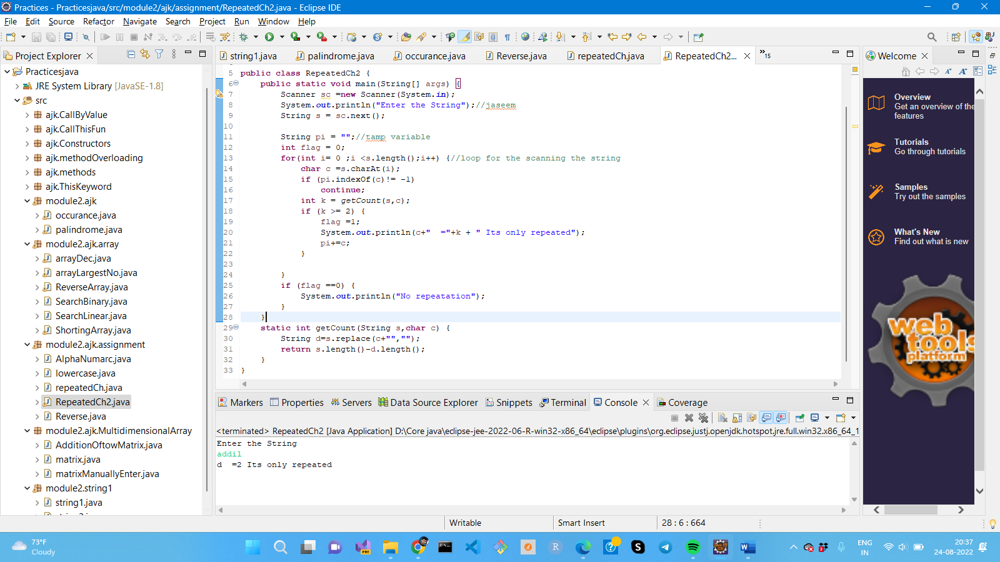 Practices - Practicesjava/src/module2/ajk/assignment/RepeatedCh2.java - Eclipse IDE
File Edit Source Refactor Navigate Search Project Run Window Help
Project Explorer
Practicesjava
JRE System Library [JavaSE-1.8]
src
ajk.CallByValue
ajk.CallThisFun
ajk.Constructors
ajk.methodOverloading
ajk.methods
ajk.ThisKeyword
module2.ajk
occurance.java
palindrome.java
module2.ajk.array
arrayDec.java
arrayLargestNo.java
ReverseArray.java
SearchBinary.java
SearchLinear.java
ShortingArray.java
module2.ajk.assignment
AlphaNumarc.java
lowercase.java
repeatedCh.java
RepeatedCh2.java
Reverse.java
module2.ajk.MultidimensionalArray
AdditionOftowMatrix.java
matrix.java
matrixManuallyEnter.java
module2.string1
string1.java
string1.java palindrome.java occurance.java Reverse.java repeatedCh.java RepeatedCh2... 15
5 public class RepeatedCh2 {
6 public static void main(String[] args) {
7 Scanner sc =new Scanner(System.in);
8 System.out.println("Enter the String");//jaseem
9 String s = sc.next();
10
11 String pi = "";//tamp variable
12 int flag = 0;
13 for(int i= 0 ;i <s.length();i++) {//loop for the scanning the string
14 char c =s.charAt(i);
15 if (pi.indexOf(c)!= -1)
16 continue;
17 int k = getCount(s,c);
18 if (k >= 2) {
19 flag =1;
20 System.out.println(c+"  ="+k + " Its only repeated");
21 pi+=c;
22 }
23
24 }
25 if (flag ==0) {
26 System.out.println("No repeatation");
27 }
28 }
29 static int getCount(String s,char c) {
30 String d=s.replace(c+"","");
31 return s.length()-d.length();
32 }
33 }
Markers Properties Servers Data Source Explorer Snippets Terminal Console Coverage
<terminated> RepeatedCh2 [Java Application] D:\Core java\eclipse-jee-2022-06-R-win32-x86_64\eclipse\plugins\org.eclipse.justj.openjdk.hotspot.jre.full.win32.x86_64_1
Enter the String
addil
d  =2 Its only repeated
Welcome
Overview
Get an overview of the
features
Tutorials
Go through tutorials
Samples
Try out the samples
What's New
Find out what is new
web
tools
platform
Writable Smart Insert 28 : 6 : 664
73°F
Cloudy
ENG
IN
20:37
24-08-2022